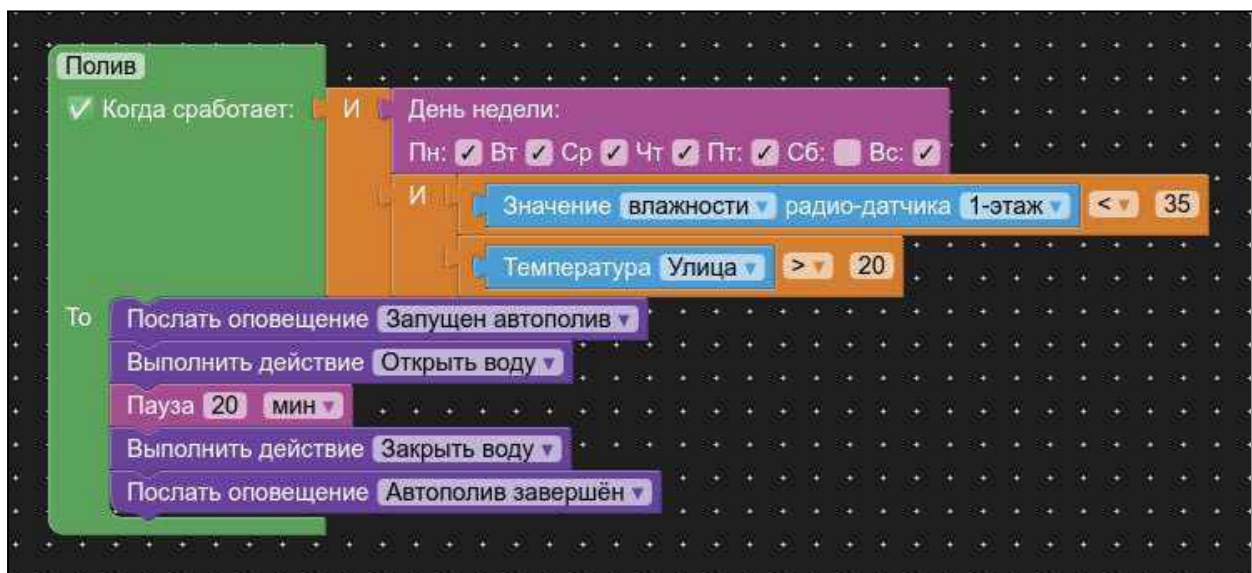 Полив
Когда сработает: И День недели:
Пн: Вт Ср Чт Пт: Сб: Вс:
И Значение влажности радио-датчика 1-этаж < 35
Температура Улица > 20
То Послать оповещение Запущен автополив
Выполнить действие Открыть воду
Пауза 20 мин
Выполнить действие Закрыть воду
Послать оповещение Автополив завершён